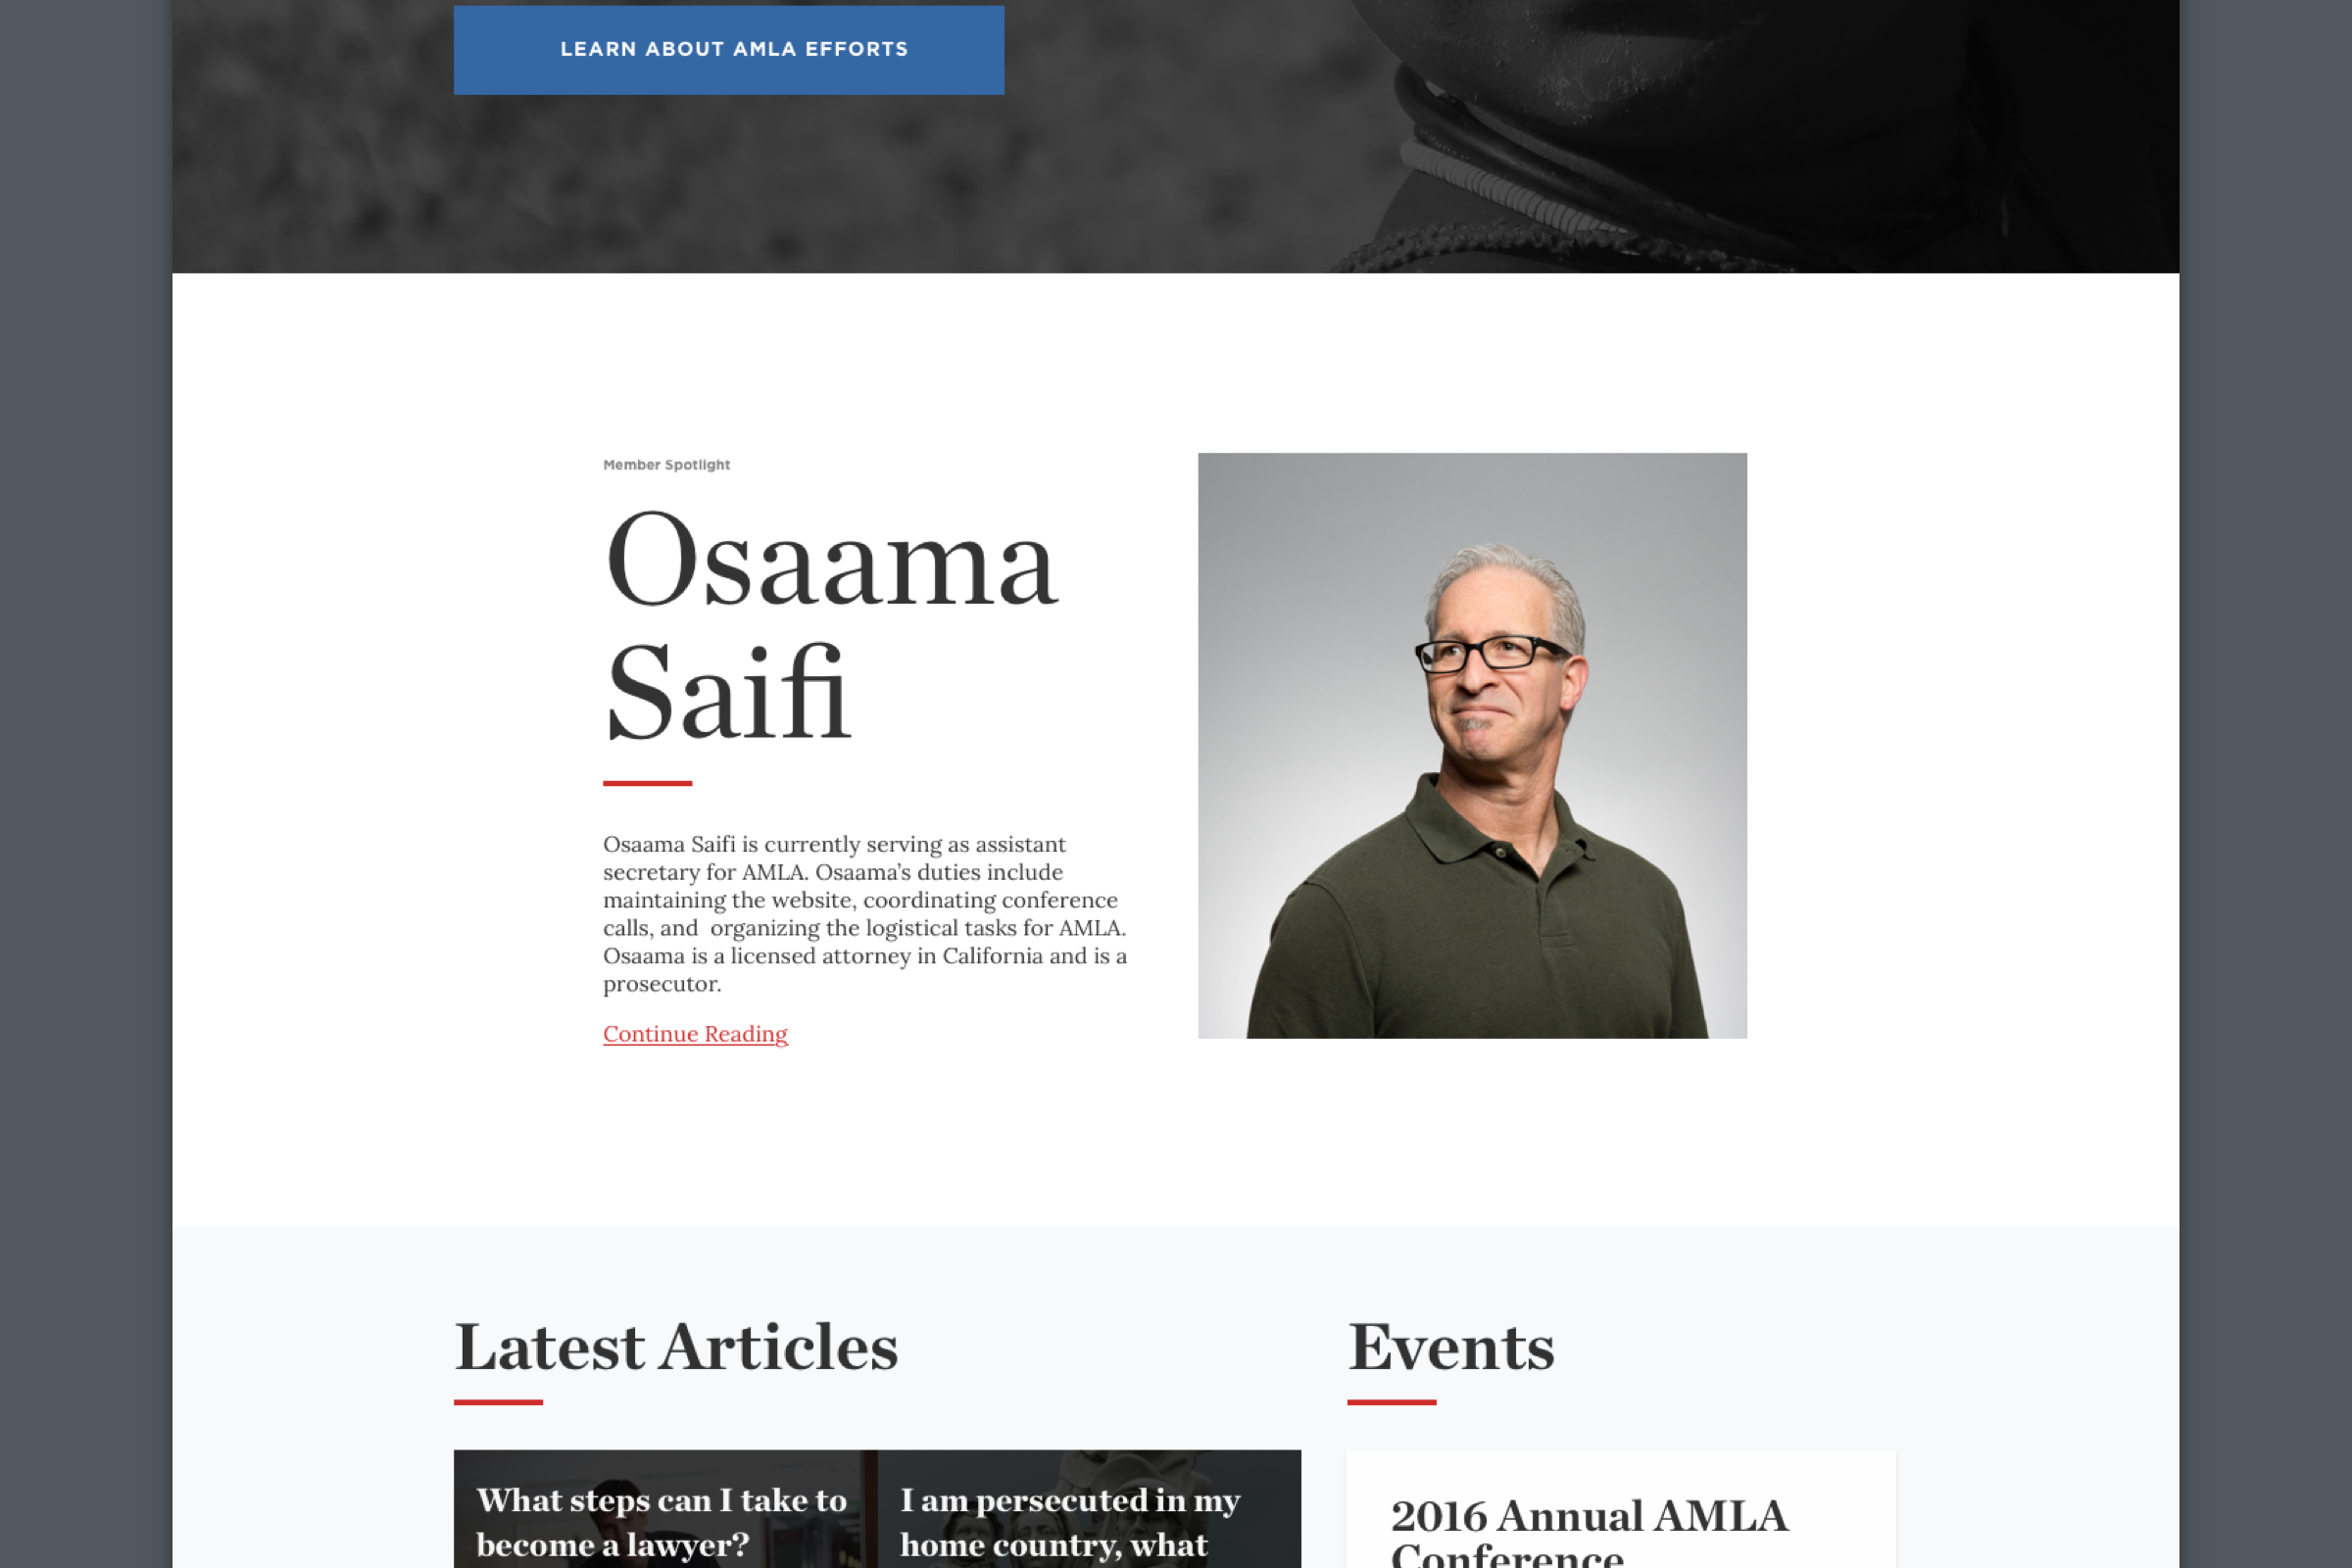 LEARN ABOUT AMLA EFFORTS
Member Spotlight
Osaama
Saifi
Osaama Saifi is currently serving as assistant
secretary for AMLA. Osaama’s duties include
maintaining the website, coordinating conference
calls, and  organizing the logistical tasks for AMLA.
Osaama is a licensed attorney in California and is a
prosecutor.
Continue Reading
Latest Articles
What steps can I take to
become a lawyer?
I am persecuted in my
home country, what
Events
2016 Annual AMLA
Conference